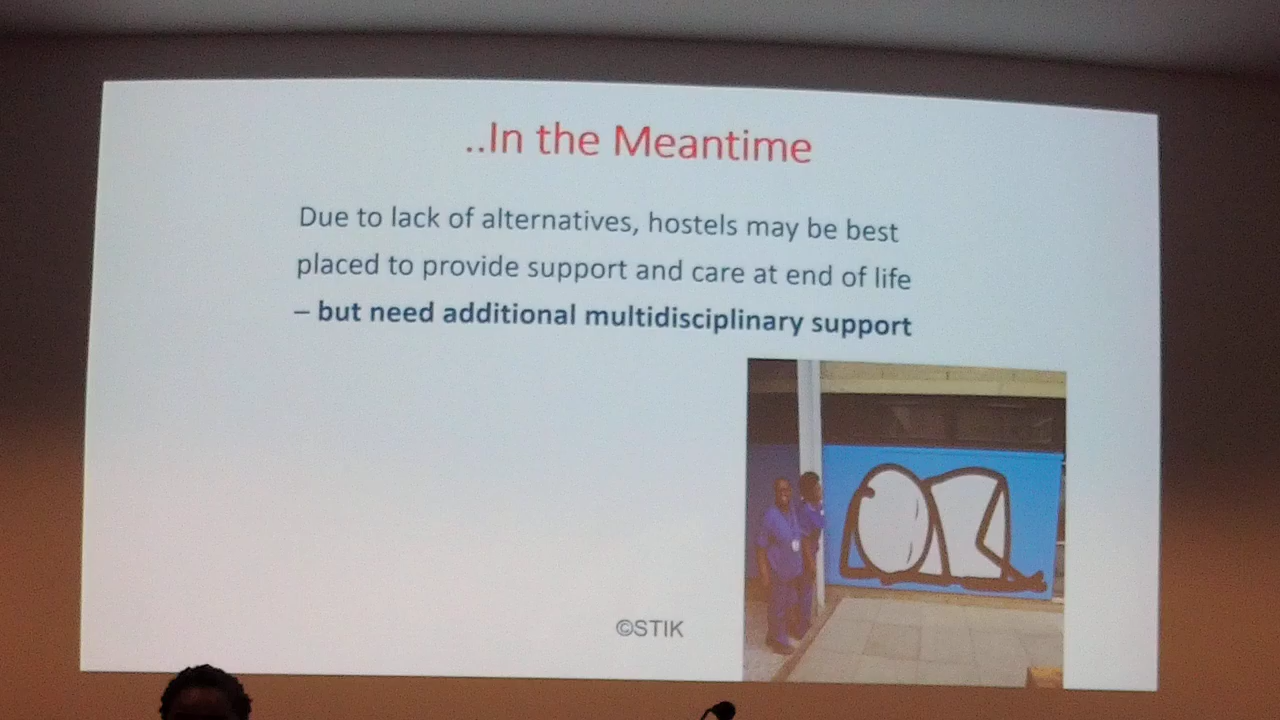 ..In the Meantime
Due to lack of alternatives, hostels may be best
placed to provide support and care at end of life
– but need additional multidisciplinary support
©STIK